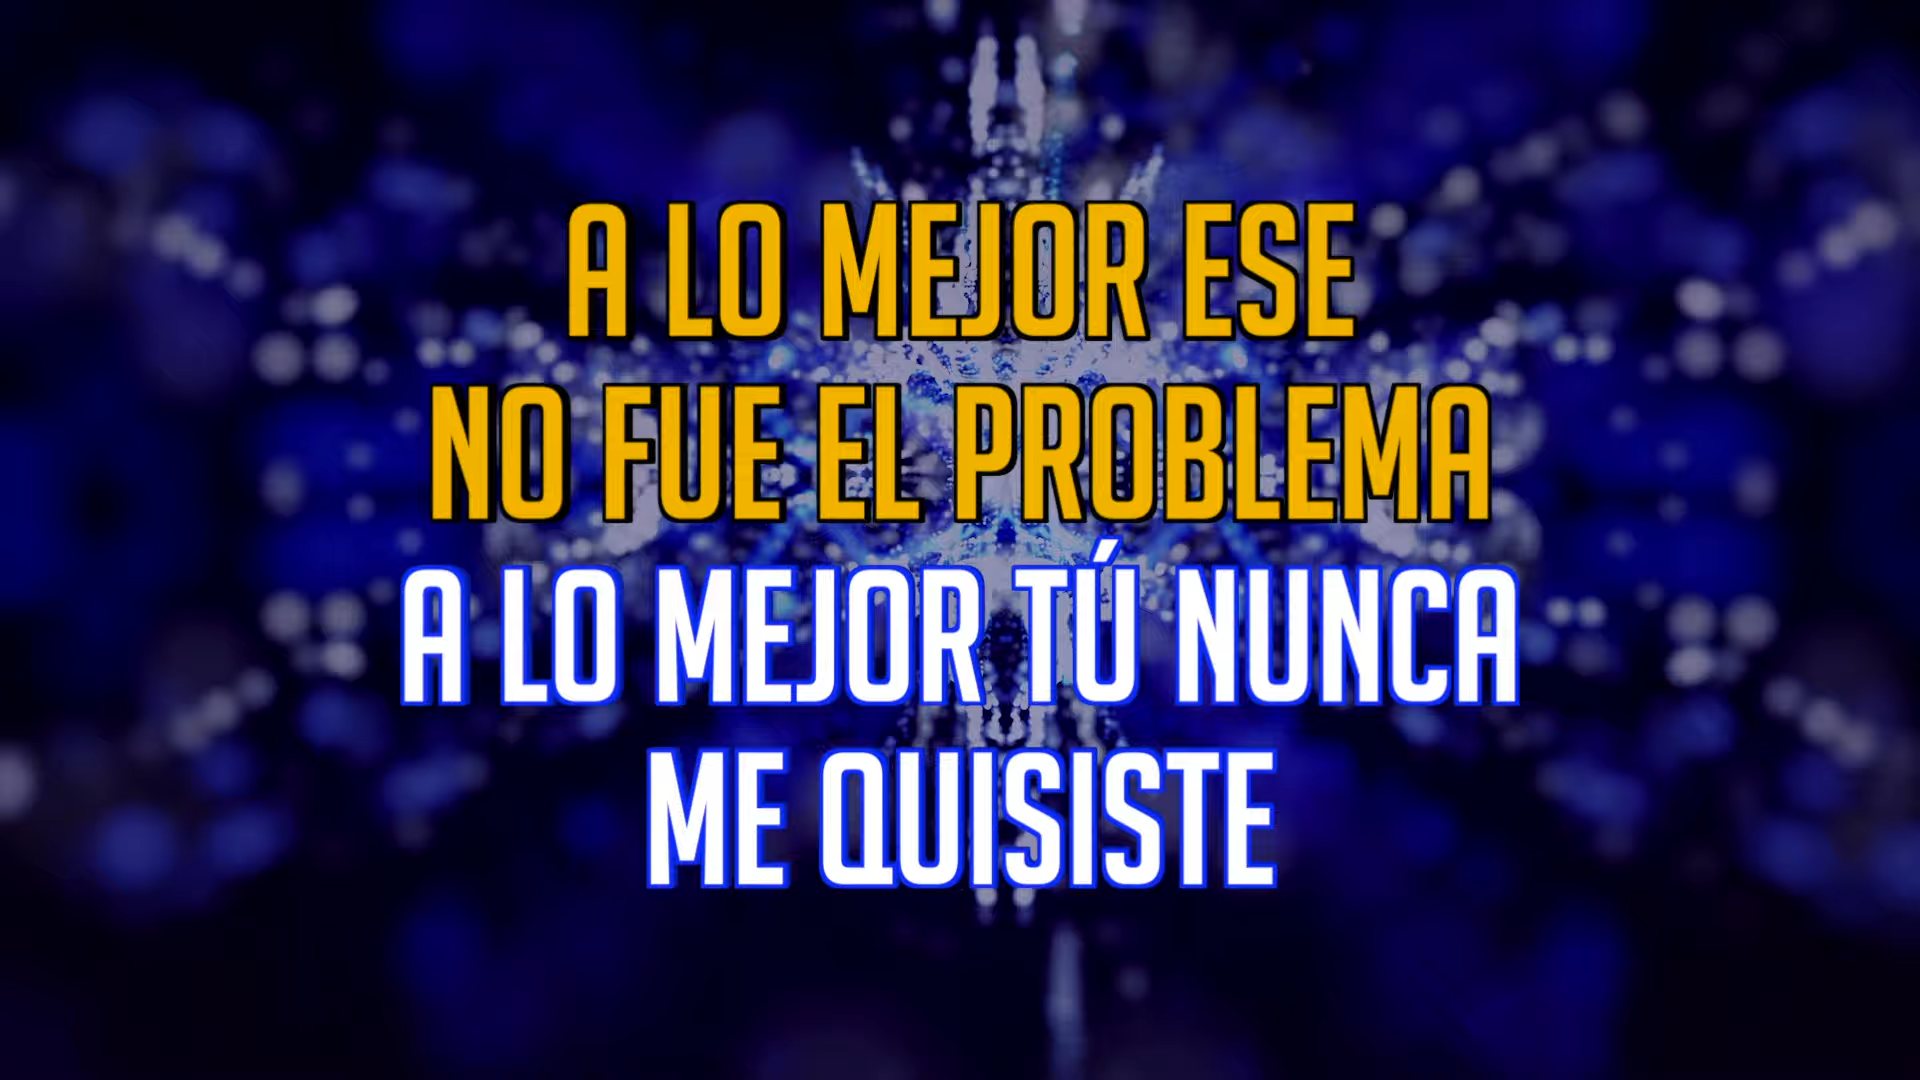 A LO MEJOR ESE
NO FUE EL PROBLEMA
A LO MEJOR TÚ NUNCA
ME QUISISTE